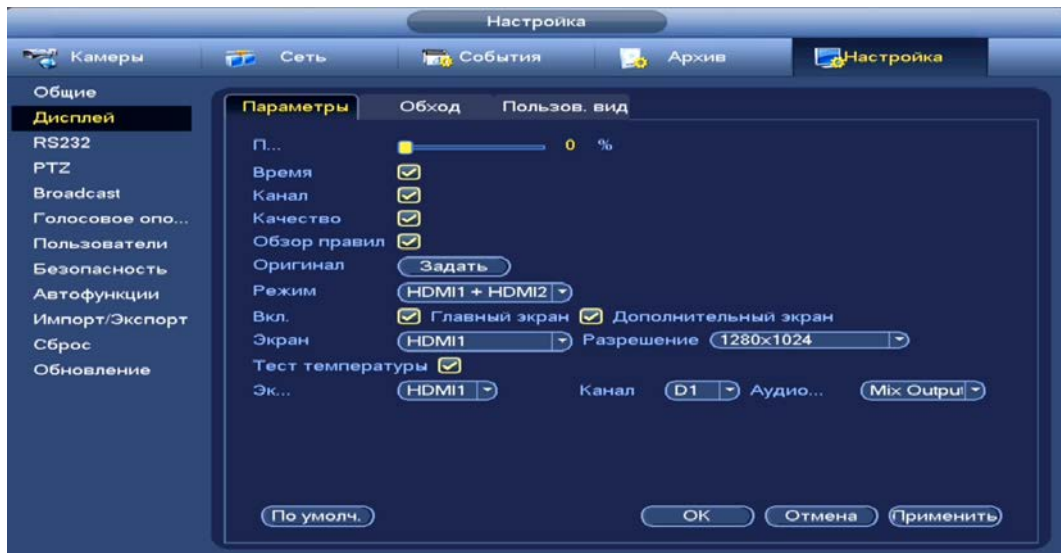 Настройка
Камеры Сеть События Архив Настройка
Общие
Дисплей
RS232
PTZ
Broadcast
Голосовое опо...
Пользователи
Безопасность
Автофункции
Импорт/Экспорт
Сброс
Обновление
Параметры Обход Пользов. вид
П... 0 %
Время
Канал
Качество
Обзор правил
Оригинал Задать
Режим HDMI1 + HDMI2
Вкл. Главный экран Дополнительный экран
Экран HDMI1 Разрешение 1280x1024
Тест температуры
Эк... HDMI1 Канал D1 Аудио... Mix Output
По умолч. OK Отмена Применить